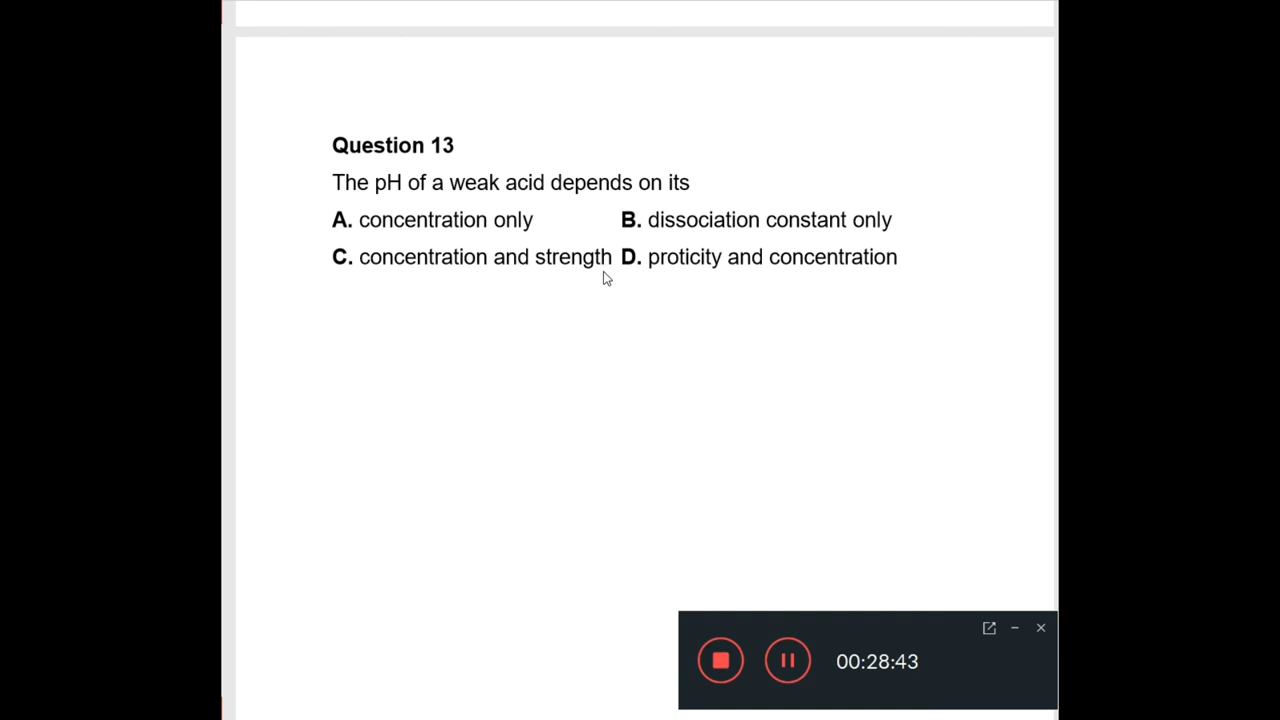 Question 13
The pH of a weak acid depends on its
A. concentration only B. dissociation constant only
C. concentration and strength D. proticity and concentration
00:28:43